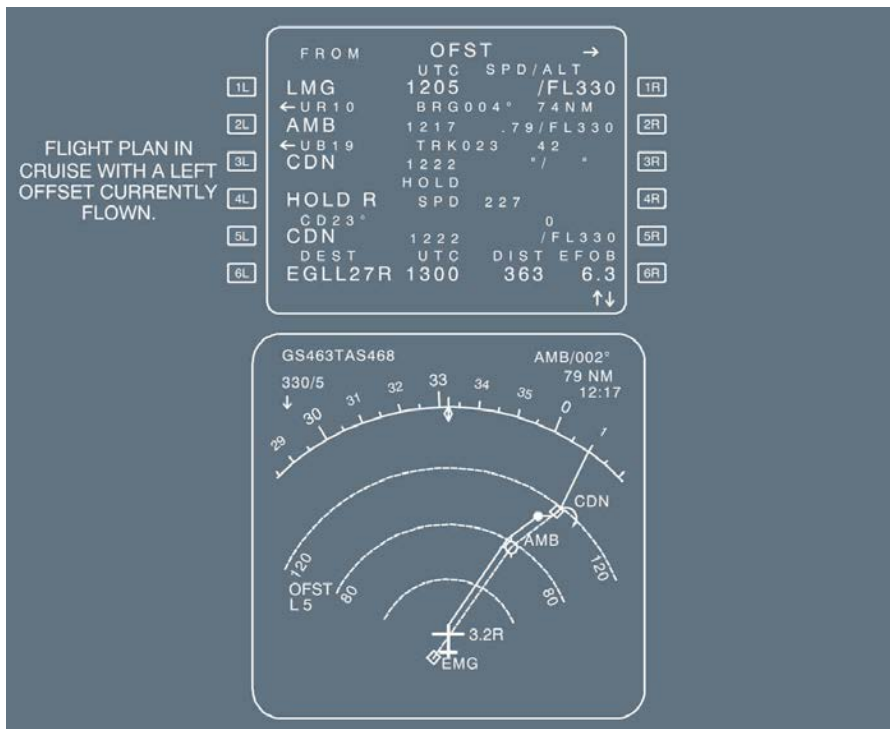 FROM OFST →
UTC SPD/ALT
1L LMG 1205 /FL330 1R
←UR10 BRG004° 74NM
2L AMB 1217 .79/FL330 2R
←UB19 TRK023 42
3L CDN 1222 °/ ° 3R
HOLD
4L HOLD R SPD 227 4R
CD23° 0
5L CDN 1222 /FL330 5R
DEST UTC DIST EFOB
6L EGLL27R 1300 363 6.3 6R
↑↓
FLIGHT PLAN IN
CRUISE WITH A LEFT
OFFSET CURRENTLY
FLOWN.
GS463TAS468 AMB/002°
330/5 79 NM
↓ 12:17
29 30 31 32 33 34 35 0 1
CDN
AMB
120 120
OFST
L 5
80 80
3.2R
EMG